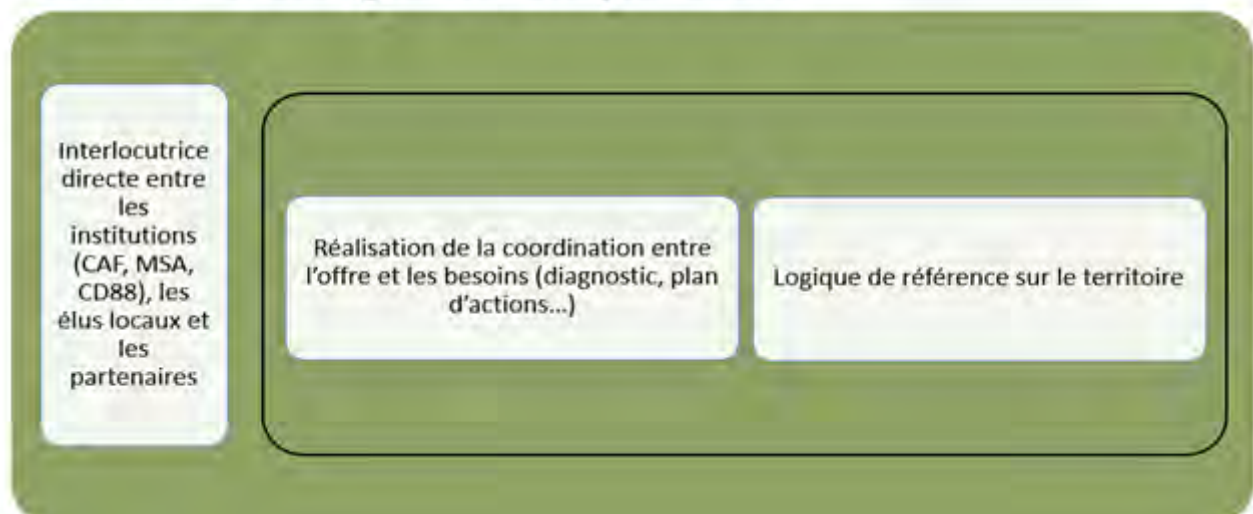 Interlocutrice
directe entre
les
institutions
(CAF, MSA,
CD88), les
élus locaux et
les
partenaires
Réalisation de la coordination entre
l'offre et les besoins (diagnostic, plan
d'actions...)
Logique de référence sur le territoire